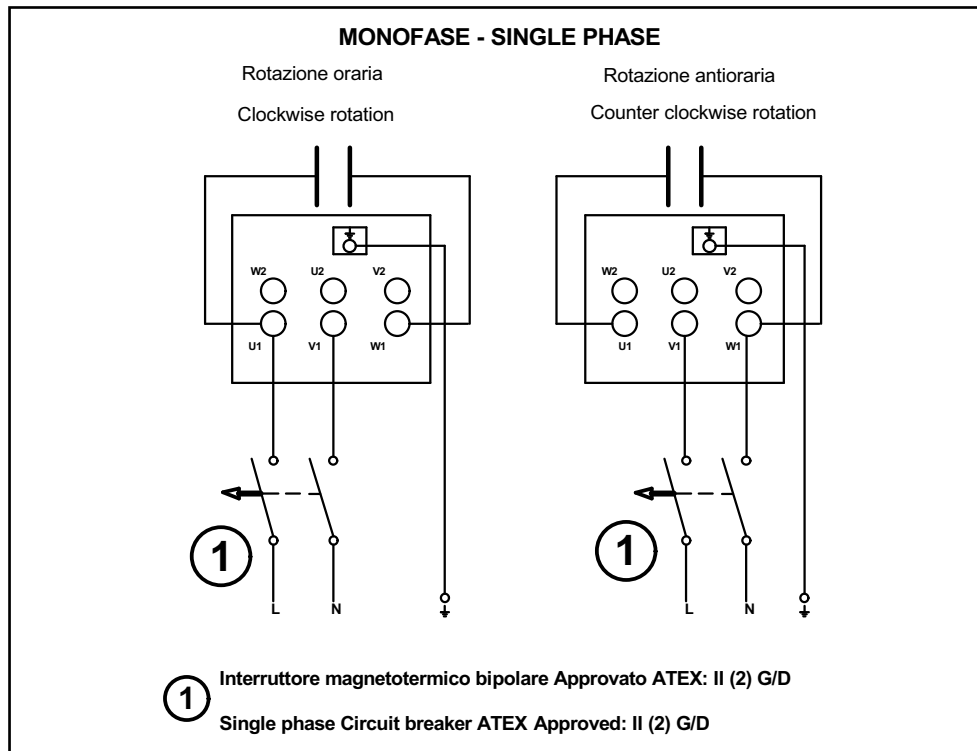 MONOFASE - SINGLE PHASE
Rotazione oraria
Clockwise rotation
Rotazione antioraria
Counter clockwise rotation
W2 U2 V2
U1 V1 W1
W2 U2 V2
U1 V1 W1
1
1
L N
L N
1
Interruttore magnetotermico bipolare Approvato ATEX: II (2) G/D
Single phase Circuit breaker ATEX Approved: II (2) G/D